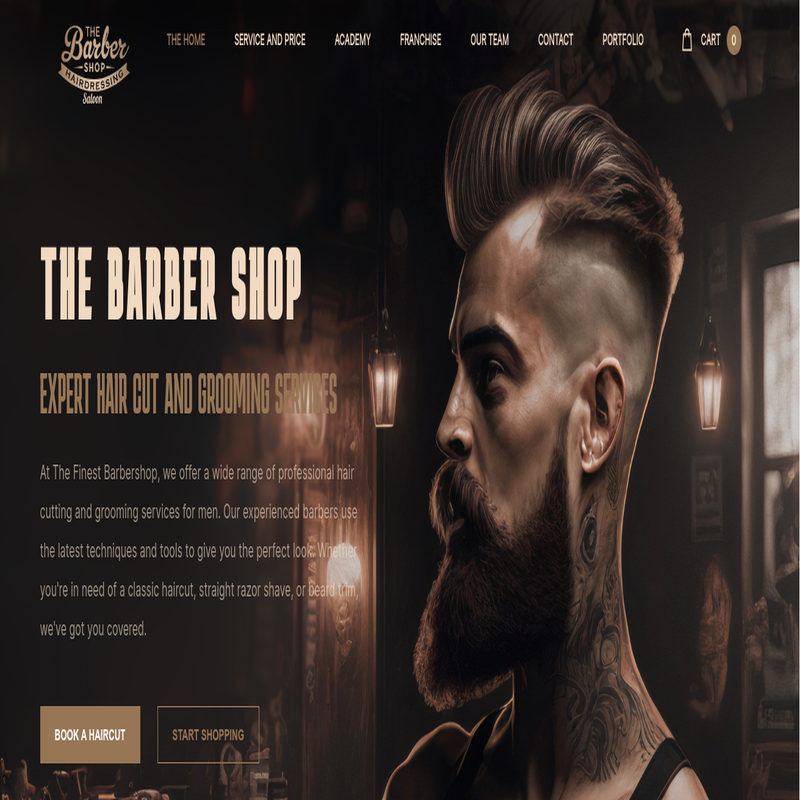 THE
Barber
SHOP
HAIRDRESSING
Saloon
THE HOME
SERVICE AND PRICE
ACADEMY
FRANCHISE
OUR TEAM
CONTACT
PORTFOLIO
CART
0
THE BARBER SHOP
EXPERT HAIR CUT AND GROOMING SERVICES
At The Finest Barbershop, we offer a wide range of professional hair
cutting and grooming services for men. Our experienced barbers use
the latest techniques and tools to give you the perfect look. Whether
you're in need of a classic haircut, straight razor shave, or beard trim,
we've got you covered.
BOOK A HAIRCUT
START SHOPPING